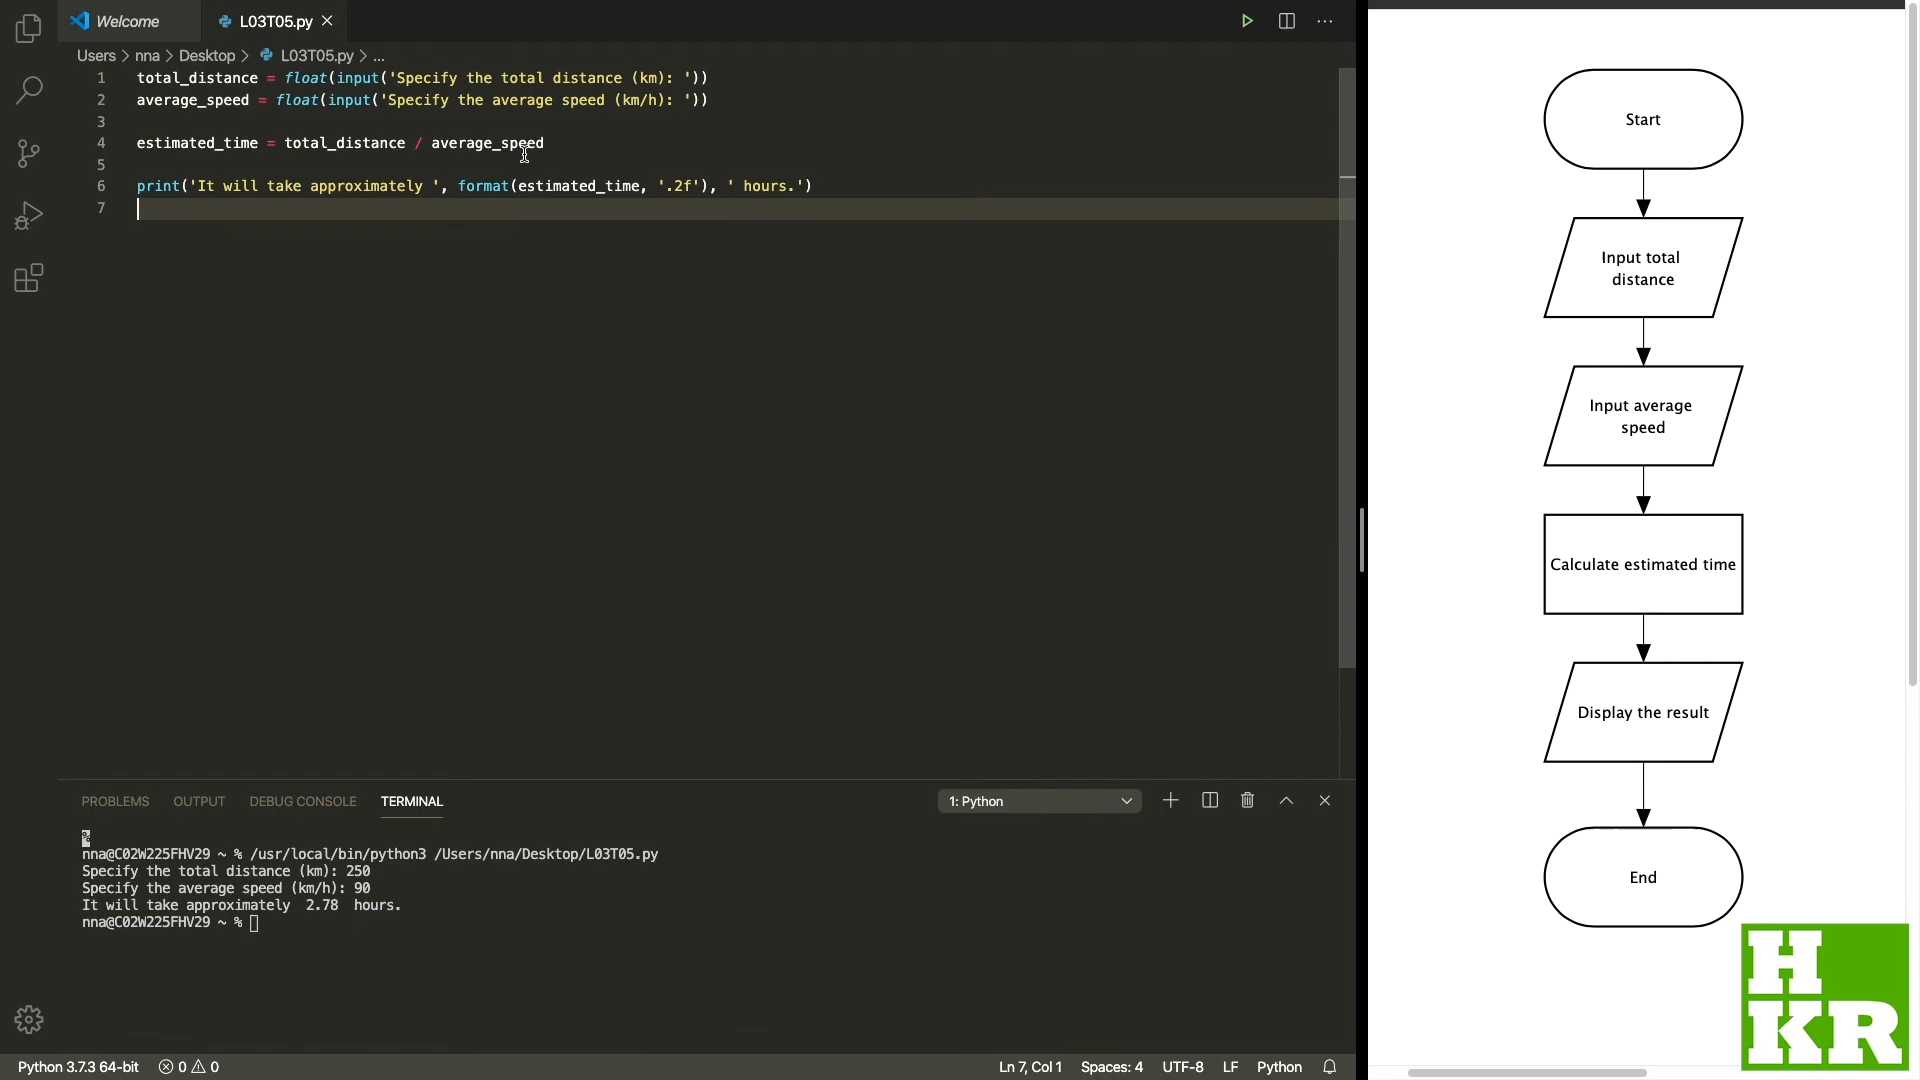 Welcome
L03T05.py
Users > nna > Desktop > L03T05.py > ...
1 total_distance = float(input('Specify the total distance (km): '))
2 average_speed = float(input('Specify the average speed (km/h): '))
3
4 estimated_time = total_distance / average_speed
5
6 print('It will take approximately ', format(estimated_time, '.2f'), ' hours.')
7
PROBLEMS
OUTPUT
DEBUG CONSOLE
TERMINAL
1: Python
%
nna@C02W225FHV29 ~ % /usr/local/bin/python3 /Users/nna/Desktop/L03T05.py
Specify the total distance (km): 250
Specify the average speed (km/h): 90
It will take approximately  2.78  hours.
nna@C02W225FHV29 ~ %
Python 3.7.3 64-bit
0
0
Ln 7, Col 1
Spaces: 4
UTF-8
LF
Python
Start
Input total
distance
Input average
speed
Calculate estimated time
Display the result
End
H
KR